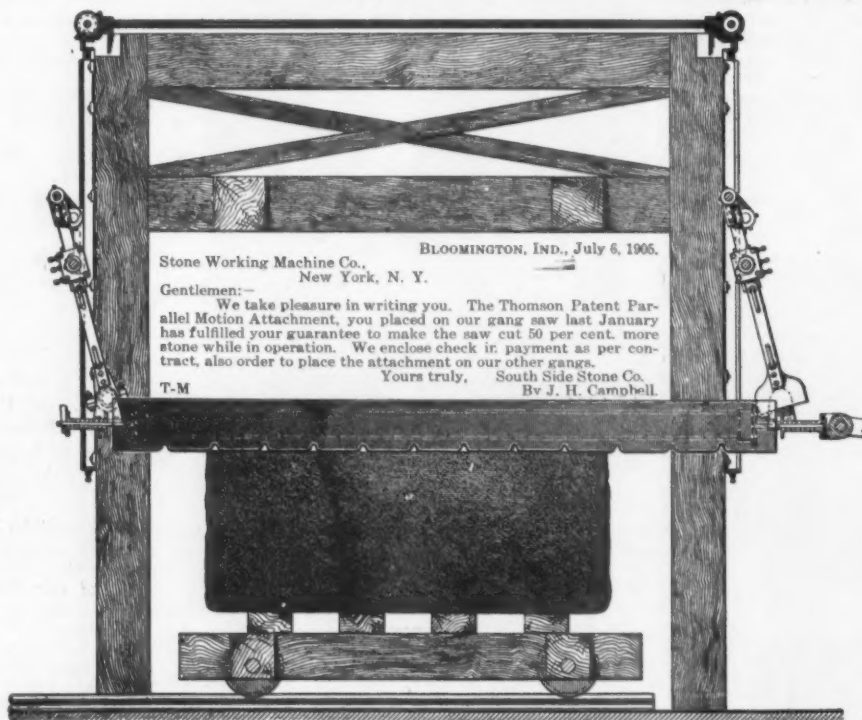 BLOOMINGTON, IND., July 6, 1905.
Stone Working Machine Co.,
New York, N. Y.
Gentlemen:—
We take pleasure in writing you. The Thomson Patent Par-
allel Motion Attachment, you placed on our gang saw last January
has fulfilled your guarantee to make the saw cut 50 per cent. more
stone while in operation. We enclose check in payment as per con-
tract, also order to place the attachment on our other gangs.
Yours truly, South Side Stone Co.
T-M By J. H. Campbell.